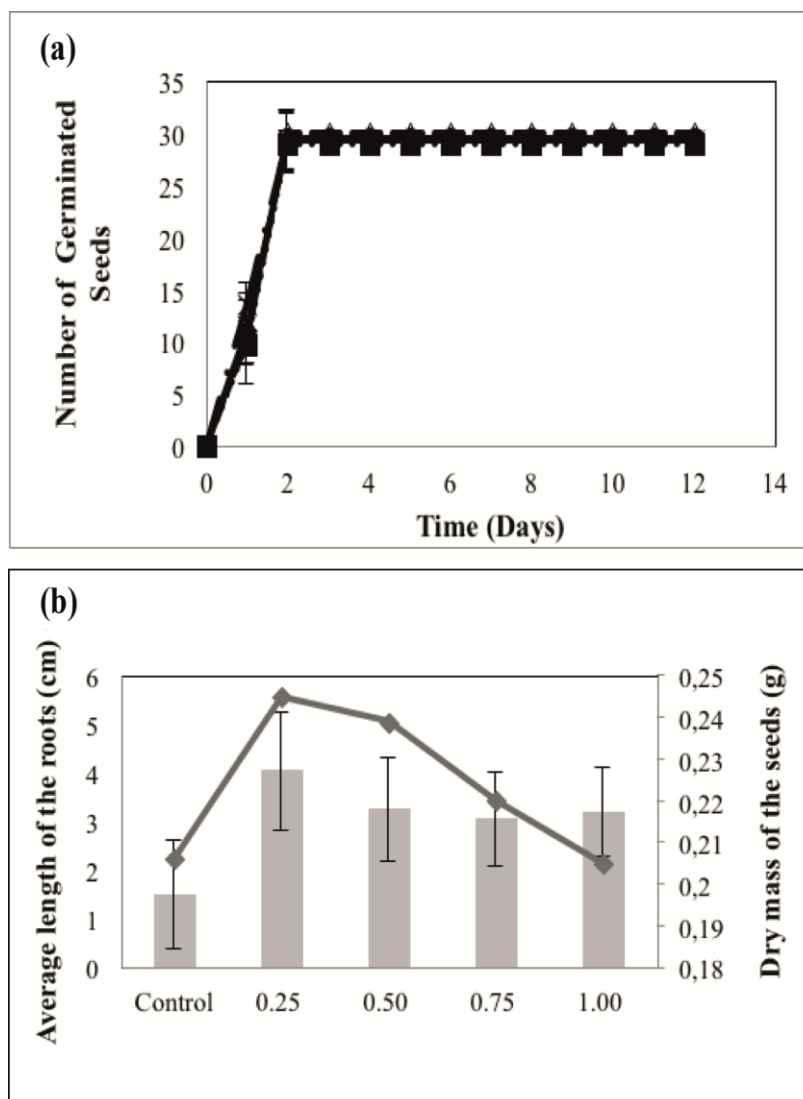 (a)
Number of Germinated
Seeds
35
30
25
20
15
10
5
0
0 2 4 6 8 10 12 14
Time (Days)
(b)
Average length of the roots (cm)
6
5
4
3
2
1
0
Control 0.25 0.50 0.75 1.00
0,25
0,24
0,23
0,22
0,21
0,2
0,19
0,18
Dry mass of the seeds (g)